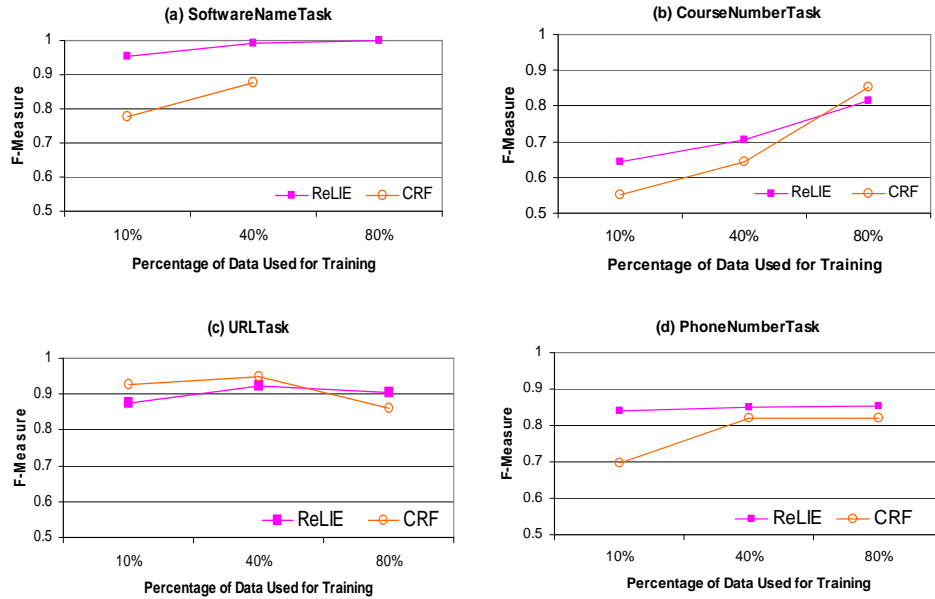 (a) SoftwareNameTask
1
0.9
0.8
0.7
0.6
0.5
F-Measure
ReLIE CRF
10% 40% 80%
Percentage of Data Used for Training
(b) CourseNumberTask
1
0.9
0.8
0.7
0.6
0.5
F-Measure
ReLIE CRF
10% 40% 80%
Percentage of Data Used for Training
(c) URLTask
1
0.9
0.8
0.7
0.6
0.5
F-Measure
ReLIE CRF
10% 40% 80%
Percentage of Data Used for Training
(d) PhoneNumberTask
1
0.9
0.8
0.7
0.6
0.5
F-Measure
ReLIE CRF
10% 40% 80%
Percentage of Data Used for Training